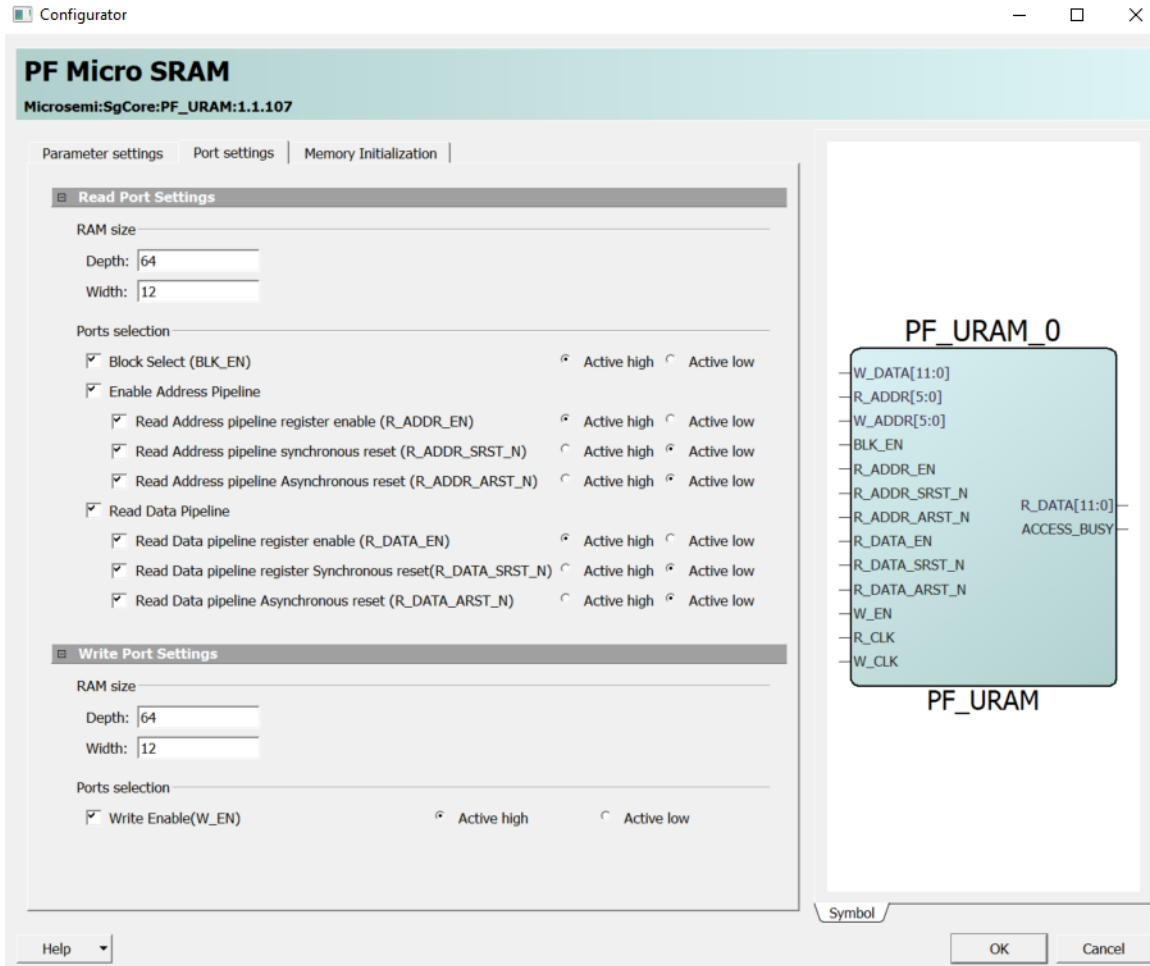 Configurator
PF Micro SRAM
Microsemi:SgCore:PF_URAM:1.1.107
Parameter settings Port settings Memory Initialization
Read Port Settings
RAM size
Depth: 64
Width: 12
Ports selection
Block Select (BLK_EN) Active high Active low
Enable Address Pipeline
Read Address pipeline register enable (R_ADDR_EN) Active high Active low
Read Address pipeline synchronous reset (R_ADDR_SRST_N) Active high Active low
Read Address pipeline Asynchronous reset (R_ADDR_ARST_N) Active high Active low
Read Data Pipeline
Read Data pipeline register enable (R_DATA_EN) Active high Active low
Read Data pipeline register Synchronous reset(R_DATA_SRST_N) Active high Active low
Read Data pipeline Asynchronous reset (R_DATA_ARST_N) Active high Active low
Write Port Settings
RAM size
Depth: 64
Width: 12
Ports selection
Write Enable(W_EN) Active high Active low
PF_URAM_0
W_DATA[11:0]
R_ADDR[5:0]
W_ADDR[5:0]
BLK_EN
R_ADDR_EN
R_ADDR_SRST_N
R_ADDR_ARST_N
R_DATA_EN
R_DATA_SRST_N
R_DATA_ARST_N
W_EN
R_CLK
W_CLK
R_DATA[11:0]
ACCESS_BUSY
PF_URAM
Symbol
Help OK Cancel